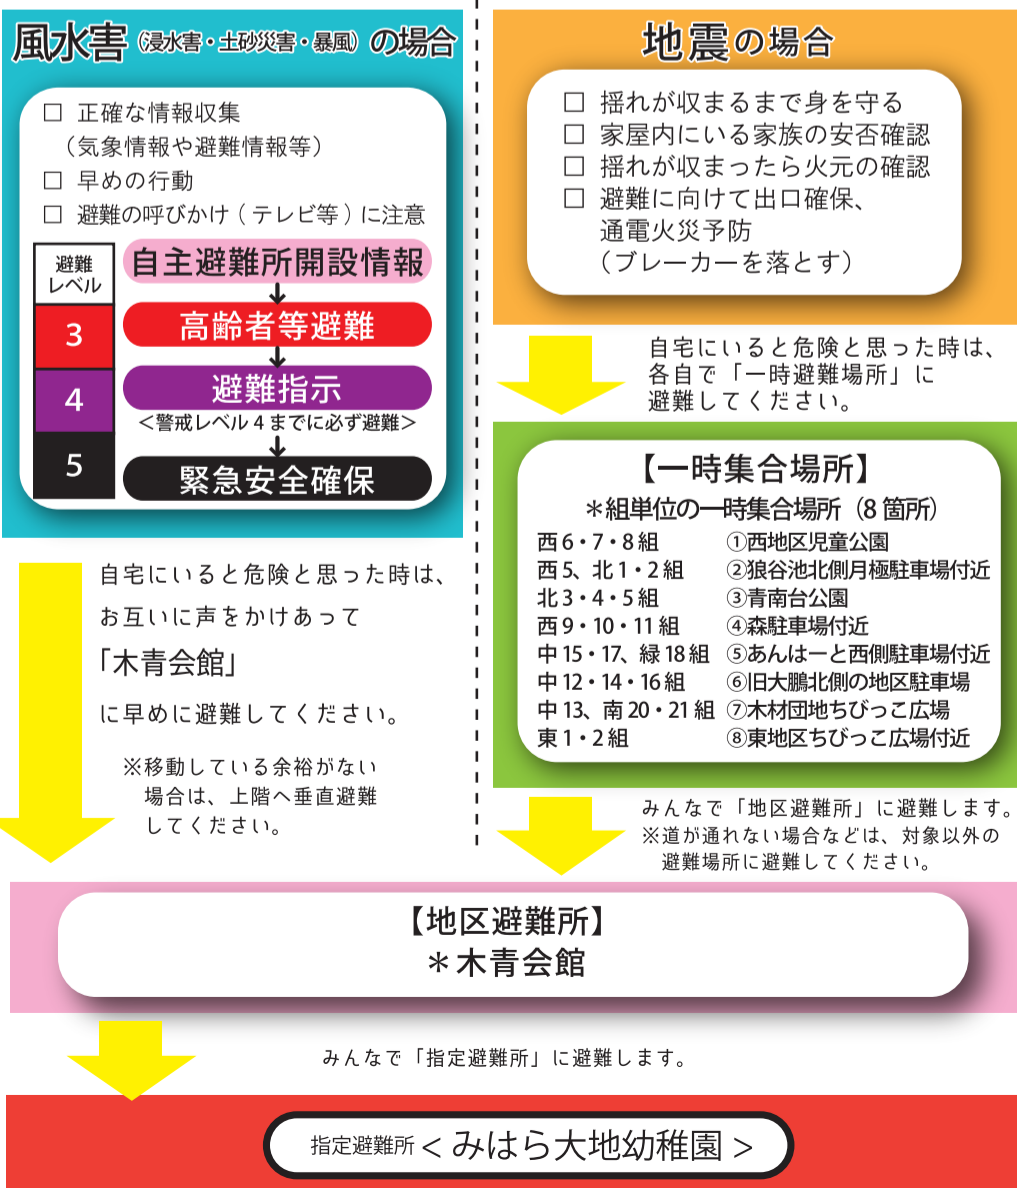 風水害（浸水害・土砂災害・暴風）の場合
□ 正確な情報収集
（気象情報や避難情報等）
□ 早めの行動
□ 避難の呼びかけ（テレビ等）に注意
避難
レベル
自主避難所開設情報
↓
3
高齢者等避難
↓
4
避難指示
＜警戒レベル4までに必ず避難＞
↓
5
緊急安全確保
自宅にいると危険と思った時は、
お互いに声をかけあって
「木青会館」
に早めに避難してください。
※移動している余裕がない
場合は、上階へ垂直避難
してください。
地震の場合
□ 揺れが収まるまで身を守る
□ 家屋内にいる家族の安否確認
□ 揺れが収まったら火元の確認
□ 避難に向けて出口確保、
通電火災予防
（ブレーカーを落とす）
自宅にいると危険と思った時は、
各自で「一時避難場所」に
避難してください。
【一時集合場所】
＊組単位の一時集合場所（8箇所）
西6・7・8組 ①西地区児童公園
西5、北1・2組 ②狼谷池北側月極駐車場付近
北3・4・5組 ③青南台公園
西9・10・11組 ④森駐車場付近
中15・17、緑18組 ⑤あんはーと西側駐車場付近
中12・14・16組 ⑥旧大鵬北側の地区駐車場
中13、南20・21組 ⑦木材団地ちびっこ広場
東1・2組 ⑧東地区ちびっこ広場付近
みんなで「地区避難所」に避難します。
※道が通れない場合などは、対象以外の
避難場所に避難してください。
【地区避難所】
＊木青会館
みんなで「指定避難所」に避難します。
指定避難所＜みはら大地幼稚園＞